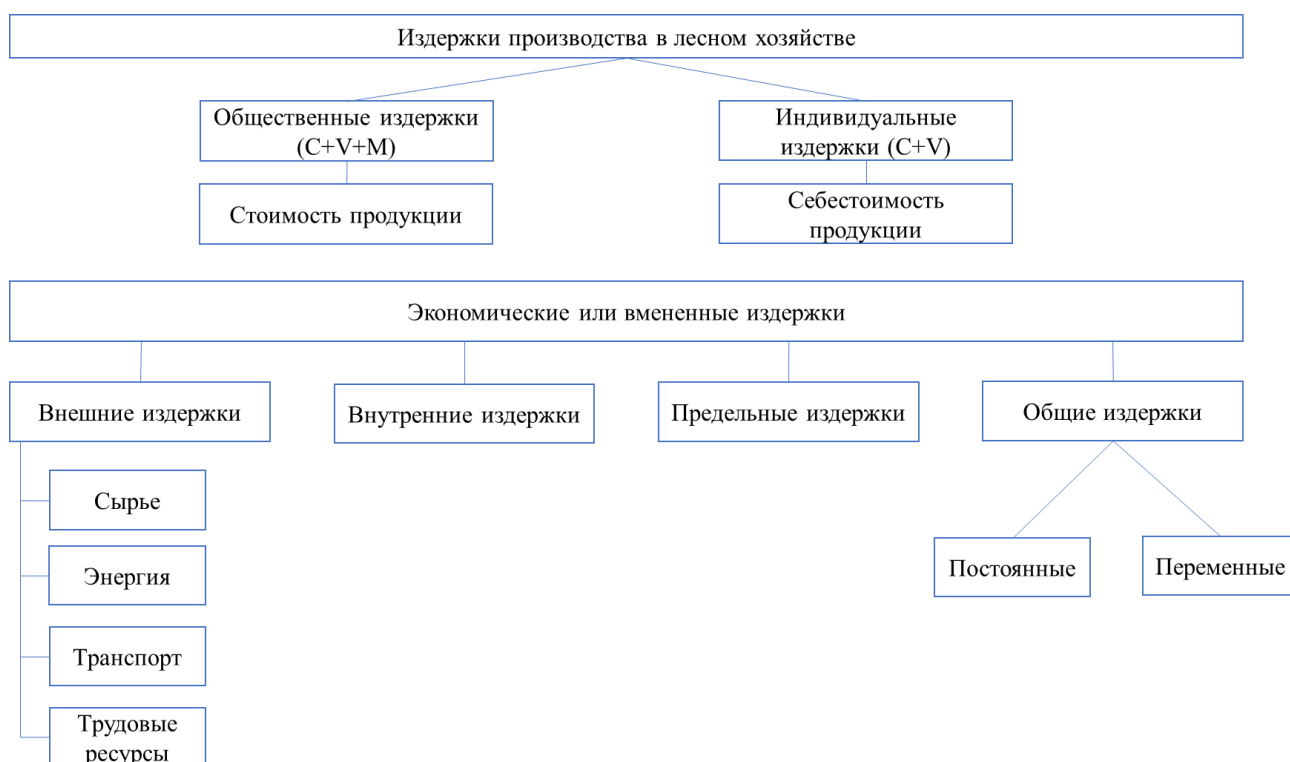 Издержки производства в лесном хозяйстве
Общественные издержки
(C+V+M)
Индивидуальные
издержки (C+V)
Стоимость продукции
Себестоимость
продукции
Экономические или вмененные издержки
Внешние издержки
Внутренние издержки
Предельные издержки
Общие издержки
Сырье
Энергия
Транспорт
Трудовые
ресурсы
Постоянные
Переменные